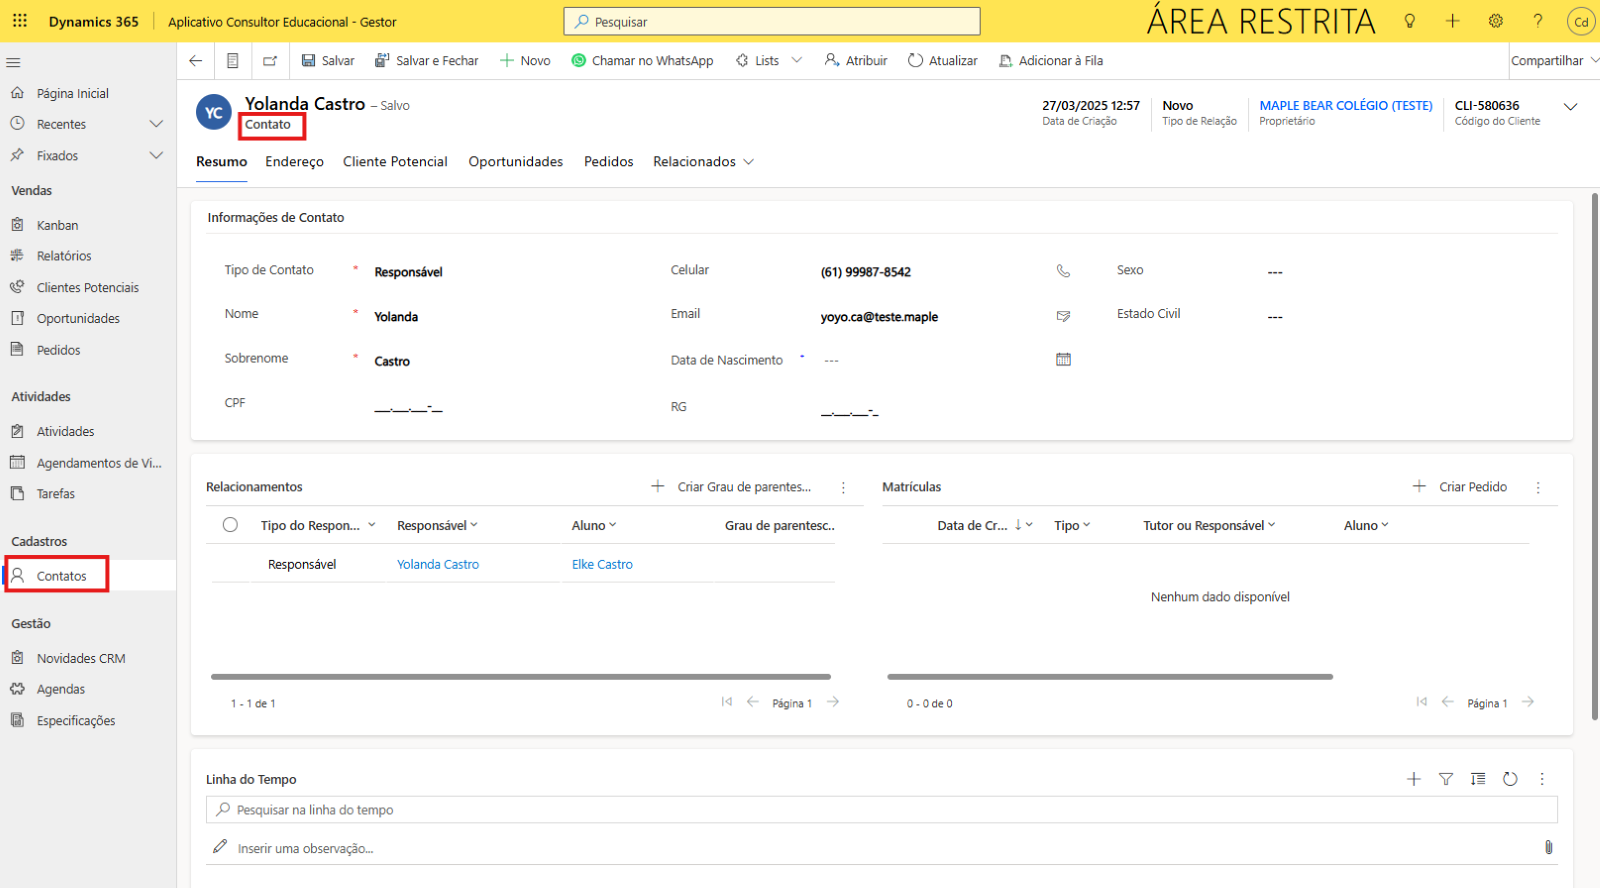 Dynamics 365
Aplicativo Consultor Educacional - Gestor
Pesquisar
ÁREA RESTRITA
Cd
Salvar
Salvar e Fechar
Novo
Chamar no WhatsApp
Lists
Atribuir
Atualizar
Adicionar à Fila
Compartilhar
Página Inicial
Recentes
Fixados
Vendas
Kanban
Relatórios
Clientes Potenciais
Oportunidades
Pedidos
Atividades
Atividades
Agendamentos de Vi...
Tarefas
Cadastros
Contatos
Gestão
Novidades CRM
Agendas
Especificações
YC
Yolanda Castro – Salvo
Contato
27/03/2025 12:57
Data de Criação
Novo
Tipo de Relação
MAPLE BEAR COLÉGIO (TESTE)
Proprietário
CLI-580636
Código do Cliente
Resumo Endereço Cliente Potencial Oportunidades Pedidos Relacionados
Informações de Contato
Tipo de Contato * Responsável
Nome * Yolanda
Sobrenome * Castro
CPF ___.___.___-__
Celular (61) 99987-8542
Email yoyo.ca@teste.maple
Data de Nascimento * ---
RG __.___.___-_
Sexo ---
Estado Civil ---
Relacionamentos
Criar Grau de parentes...
Tipo do Respon... Responsável Aluno Grau de parentesc..
Responsável Yolanda Castro Elke Castro
1 - 1 de 1
Página 1
Matrículas
Criar Pedido
Data de Cr... Tipo Tutor ou Responsável Aluno
Nenhum dado disponível
0 - 0 de 0
Página 1
Linha do Tempo
Pesquisar na linha do tempo
Inserir uma observação...